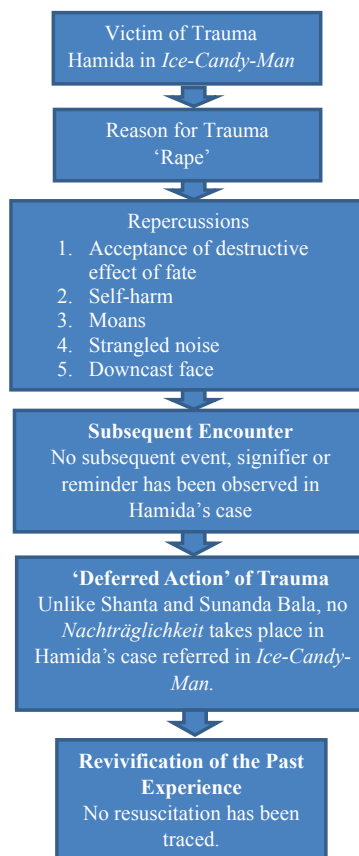 Victim of Trauma
Hamida in Ice-Candy-Man
Reason for Trauma
‘Rape’
Repercussions
1. Acceptance of destructive
effect of fate
2. Self-harm
3. Moans
4. Strangled noise
5. Downcast face
Subsequent Encounter
No subsequent event, signifier or
reminder has been observed in
Hamida’s case
‘Deferred Action’ of Trauma
Unlike Shanta and Sunanda Bala, no
Nachträglichkeit takes place in
Hamida’s case referred in Ice-Candy-
Man.
Revivification of the Past
Experience
No resuscitation has been
traced.